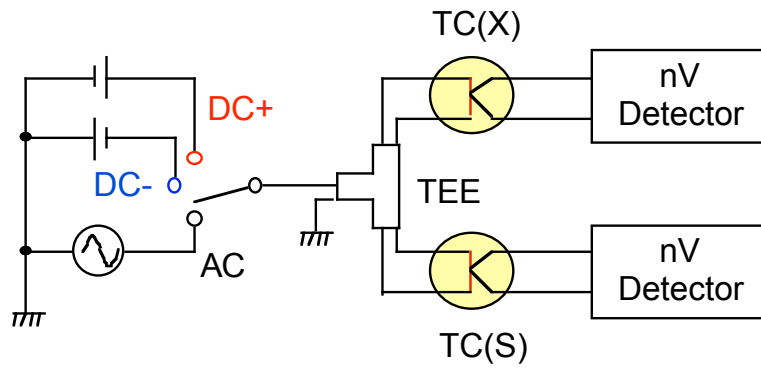 TC(X)
nV
Detector
DC+
DC-
TEE
AC
nV
Detector
TC(S)